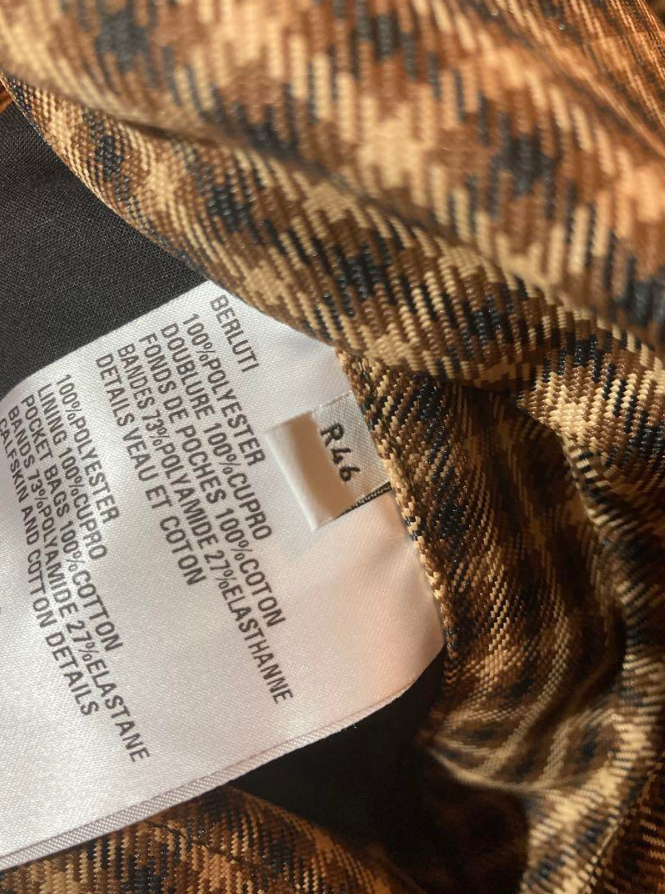 BERLUTI
100%POLYESTER
DOUBLURE 100%CUPRO
FONDS DE POCHES 100%COTON
BANDES 73%POLYAMIDE 27%ELASTHANNE
DETAILS VEAU ET COTON
100%POLYESTER
LINING 100%CUPRO
POCKET BAGS 100%COTTON
BANDS 73%POLYAMIDE 27%ELASTANE
CALFSKIN AND COTTON DETAILS
R46